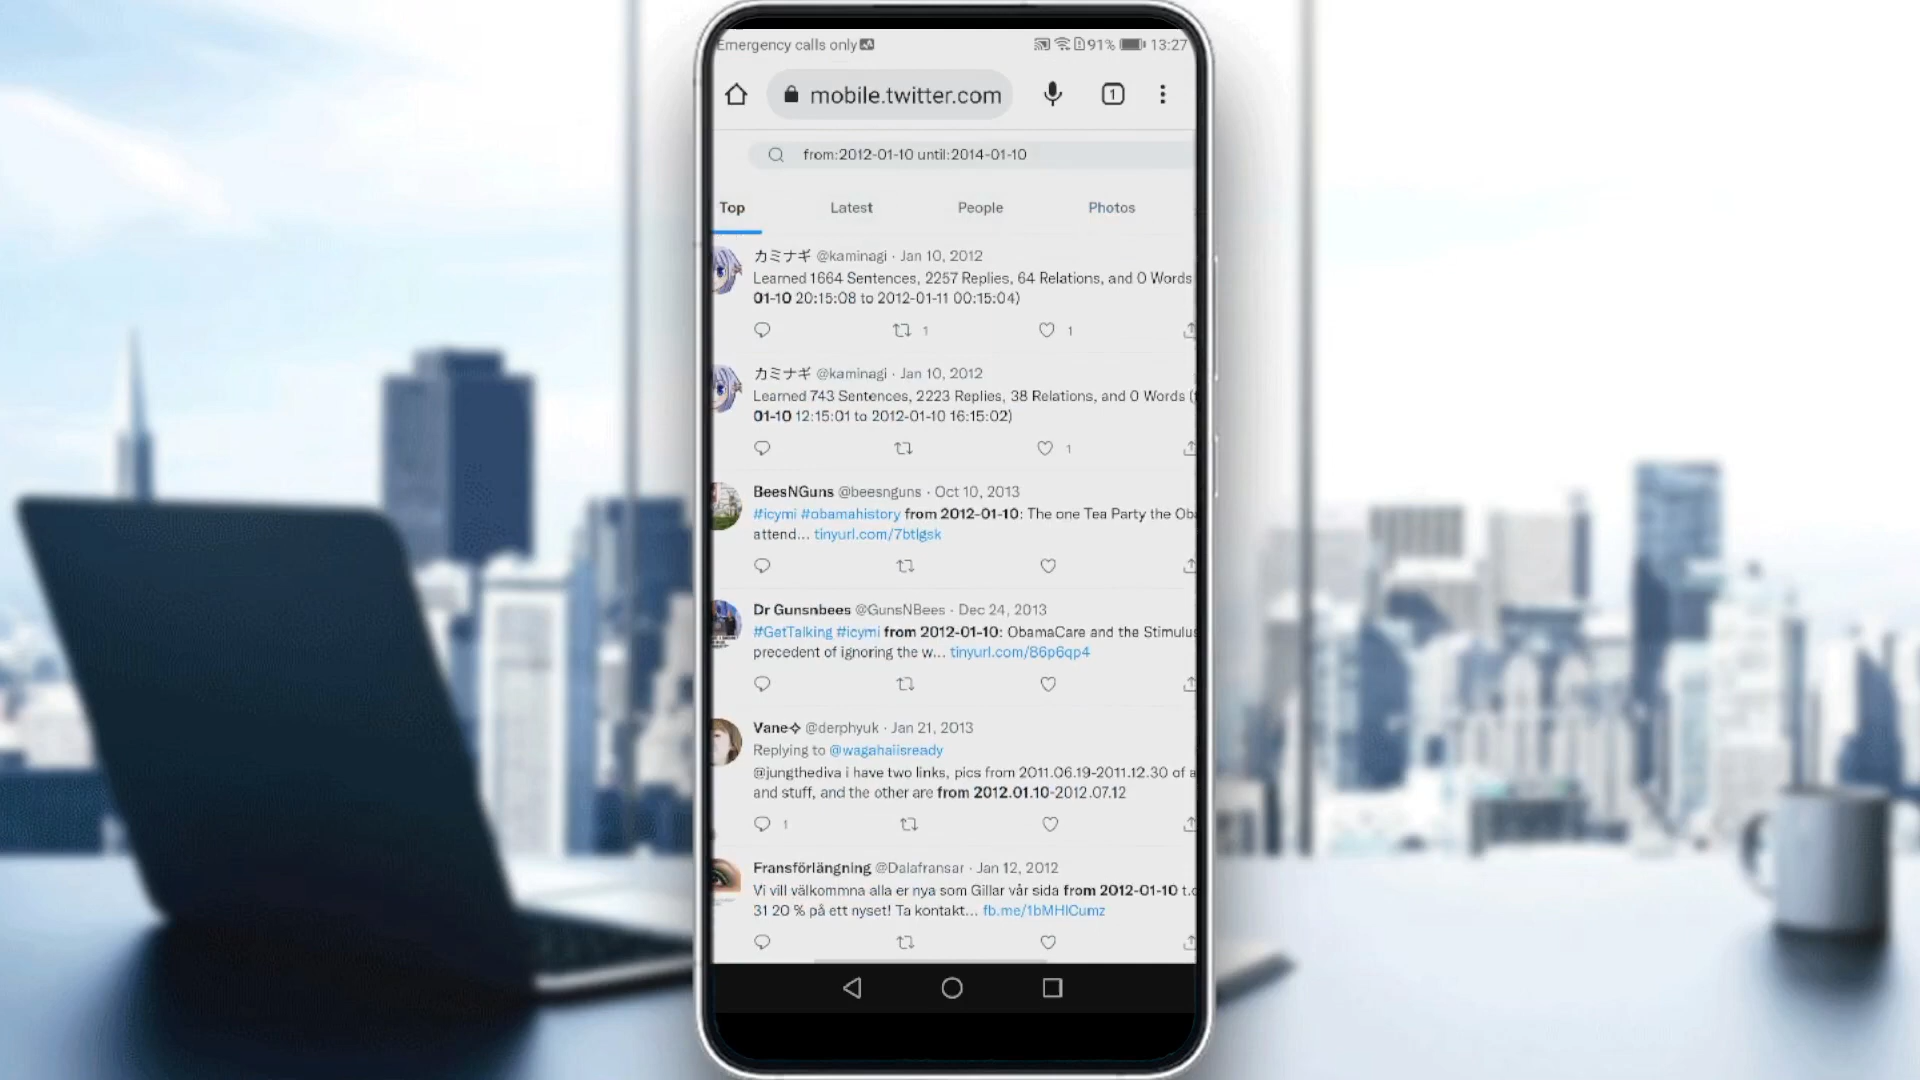 Emergency calls only 91% 13:27
mobile.twitter.com 1
from:2012-01-10 until:2014-01-10
Top Latest People Photos
カミナギ @kaminagi · Jan 10, 2012
Learned 1664 Sentences, 2257 Replies, 64 Relations, and 0 Words
01-10 20:15:08 to 2012-01-11 00:15:04)
1 1
カミナギ @kaminagi · Jan 10, 2012
Learned 743 Sentences, 2223 Replies, 38 Relations, and 0 Words (
01-10 12:15:01 to 2012-01-10 16:15:02)
1
BeesNGuns @beesnguns · Oct 10, 2013
#icymi #obamahistory from 2012-01-10: The one Tea Party the Ob
attend... tinyurl.com/7btlgsk
Dr Gunsnbees @GunsNBees · Dec 24, 2013
#GetTalking #icymi from 2012-01-10: ObamaCare and the Stimulus
precedent of ignoring the w... tinyurl.com/86p6qp4
Vane✧ @derphyuk · Jan 21, 2013
Replying to @wagahaiisready
@jungthediva i have two links, pics from 2011.06.19-2011.12.30 of a
and stuff, and the other are from 2012.01.10-2012.07.12
1
Fransförlängning @Dalafransar · Jan 12, 2012
Vi vill välkommna alla er nya som Gillar vår sida from 2012-01-10 t.o
31 20 % på ett nyset! Ta kontakt... fb.me/1bMHlCumz